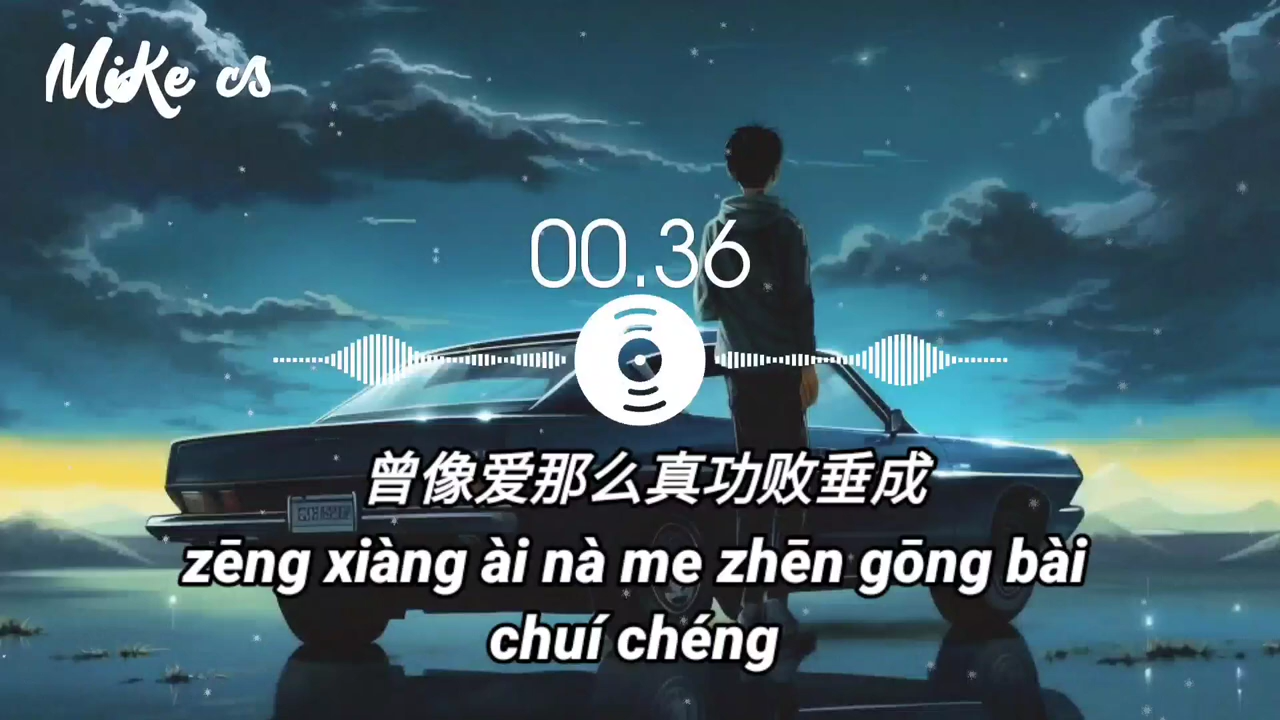 MiKe cs
00.36
曾像爱那么真功败垂成
zēng xiàng ài nà me zhēn gōng bài
chuí chéng